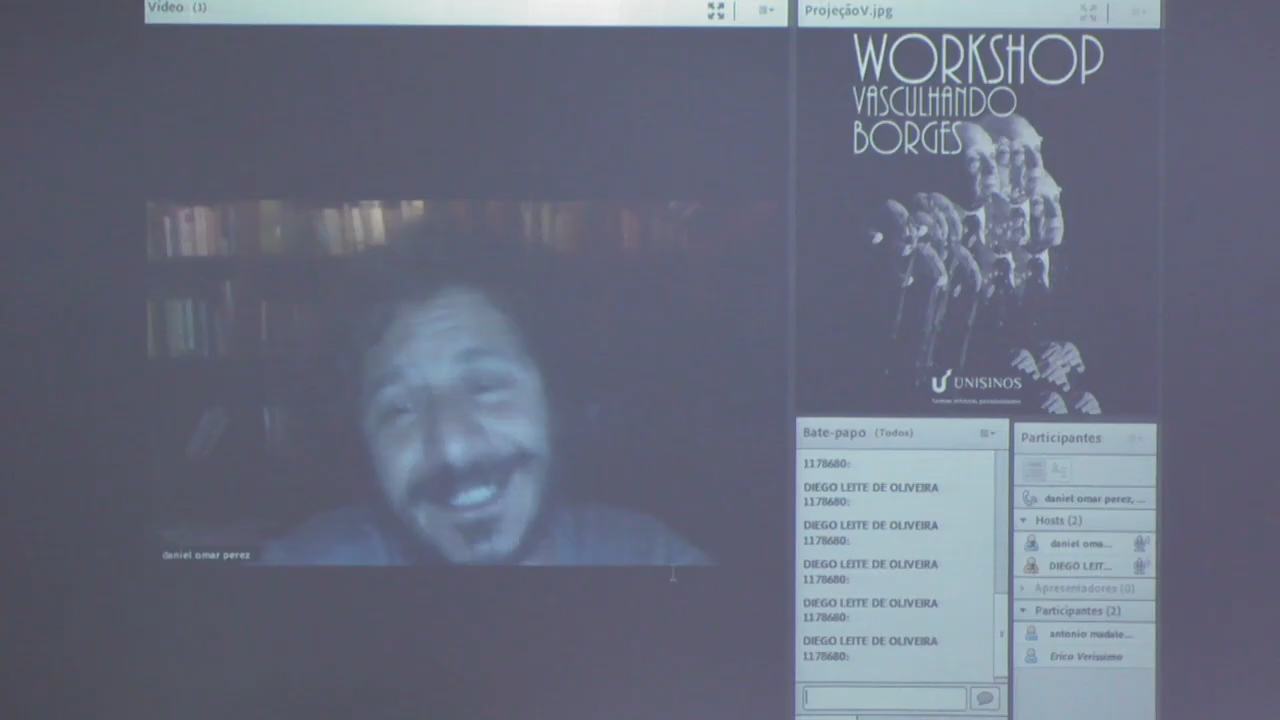 Vídeo (1)
ProjeçãoV.jpg
WORKSHOP
VASCULHANDO
BORGES
UNISINOS
daniel omar perez
Bate-papo (Todos)
1178680:
DIEGO LEITE DE OLIVEIRA
1178680:
DIEGO LEITE DE OLIVEIRA
1178680:
DIEGO LEITE DE OLIVEIRA
1178680:
DIEGO LEITE DE OLIVEIRA
1178680:
DIEGO LEITE DE OLIVEIRA
1178680:
Participantes
daniel omar perez, ...
Hosts (2)
daniel oma...
DIEGO LEIT...
Apresentadores (0)
Participantes (2)
antonio madale...
Erico Verissimo